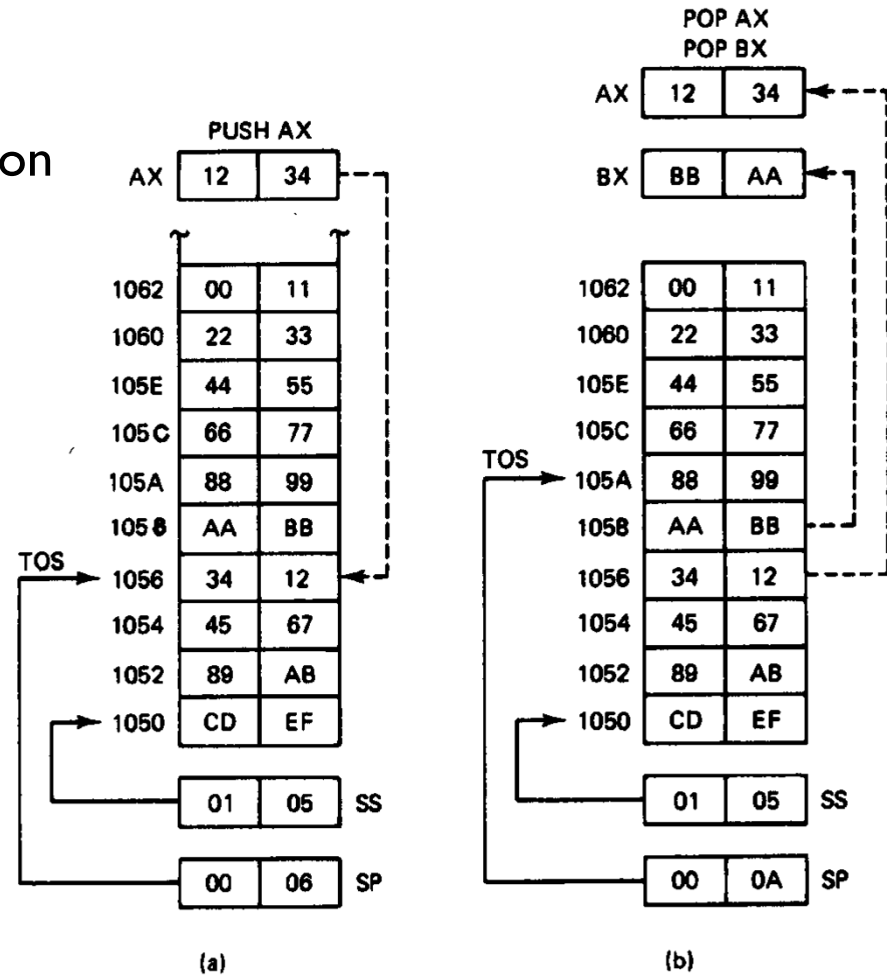 on
PUSH AX
AX 12 34
1062 00 11
1060 22 33
105E 44 55
105C 66 77
105A 88 99
1058 AA BB
TOS 1056 34 12
1054 45 67
1052 89 AB
1050 CD EF
01 05 SS
00 06 SP
(a)
POP AX
POP BX
AX 12 34
BX BB AA
1062 00 11
1060 22 33
105E 44 55
105C 66 77
TOS 105A 88 99
1058 AA BB
1056 34 12
1054 45 67
1052 89 AB
1050 CD EF
01 05 SS
00 0A SP
(b)